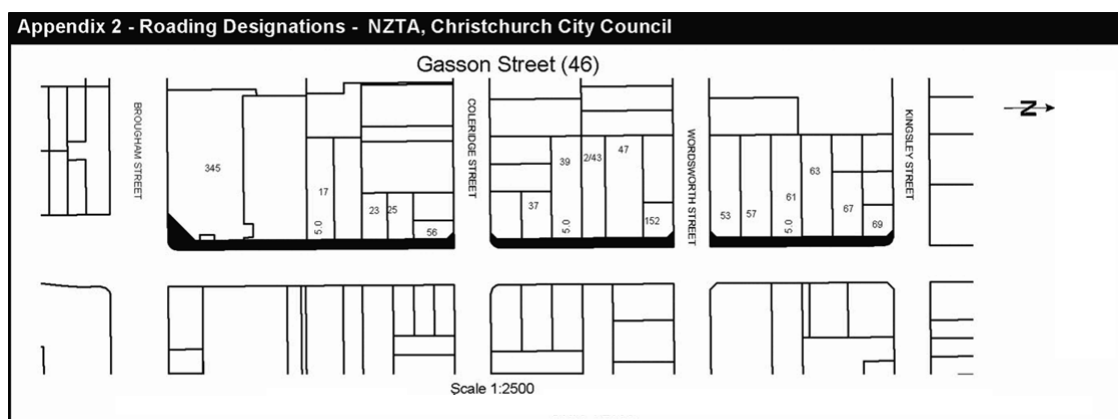 Appendix 2 - Roading Designations - NZTA, Christchurch City Council
Gasson Street (46)
BROUGHAM STREET
COLERIDGE STREET
WORDSWORTH STREET
KINGSLEY STREET
N
345
17
5.0
23
25
56
37
39
5.0
2/43
47
152
53
57
61
5.0
63
67
69
Scale 1:2500